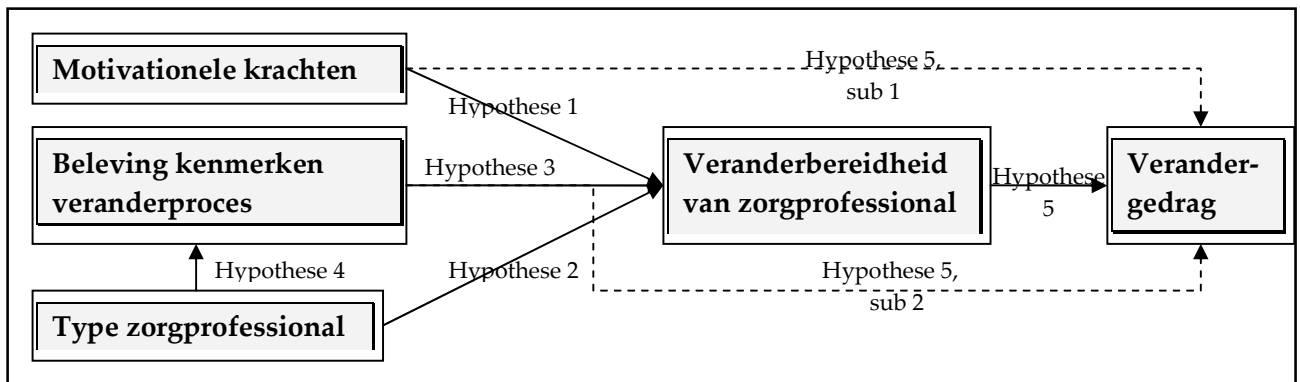 Motivationele krachten
Hypothese 5,
sub 1
Hypothese 1
Beleving kenmerken
veranderproces
Hypothese 3
Veranderbereidheid
van zorgprofessional
Hypothese
5
Verander-
gedrag
Hypothese 4
Hypothese 2
Hypothese 5,
sub 2
Type zorgprofessional